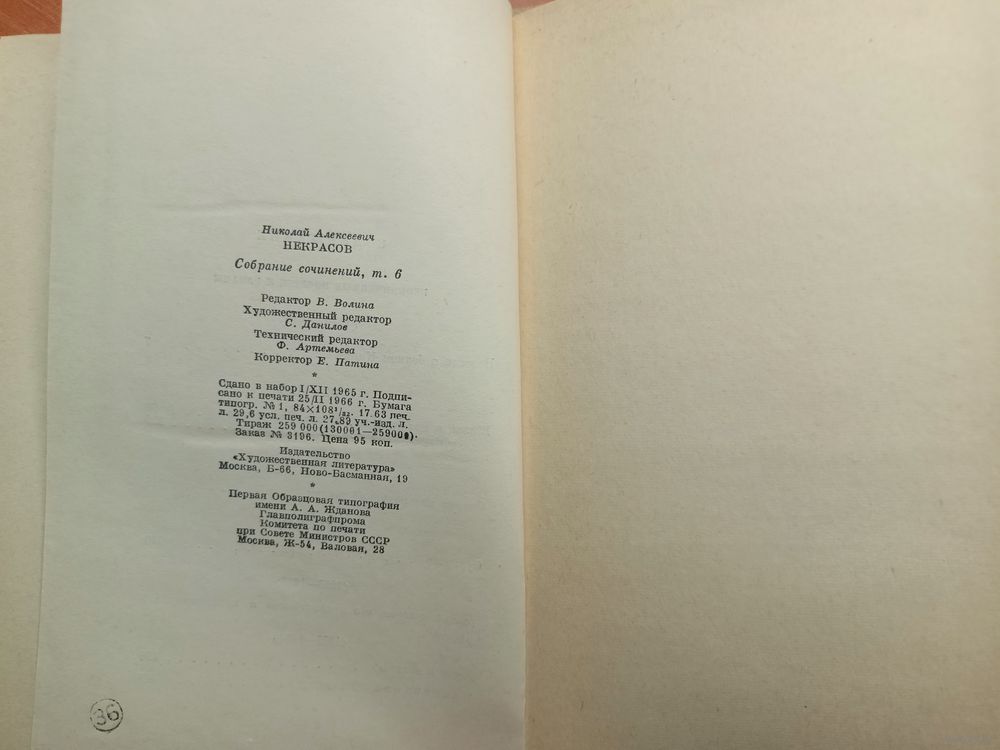 Николай Алексеевич
НЕКРАСОВ
Собрание сочинений, т. 6
Редактор В. Волина
Художественный редактор
С. Данилов
Технический редактор
Ф. Артемьева
Корректор Е. Патина
*
Сдано в набор I/XII 1965 г. Подпи-
сано к печати 25/II 1966 г. Бумага
типогр. № 1, 84×108¹/₃₂. 17,63 печ.
л. 29,6 усл. печ. л. 27,89 уч.-изд. л.
Тираж 259 000 (130001—259000).
Заказ № 3196. Цена 95 коп.
Издательство
«Художественная литература»
Москва, Б-66, Ново-Басманная, 19
*
Первая Образцовая типография
имени А. А. Жданова
Главполиграфпрома
Комитета по печати
при Совете Министров СССР
Москва, Ж-54, Валовая, 28
36